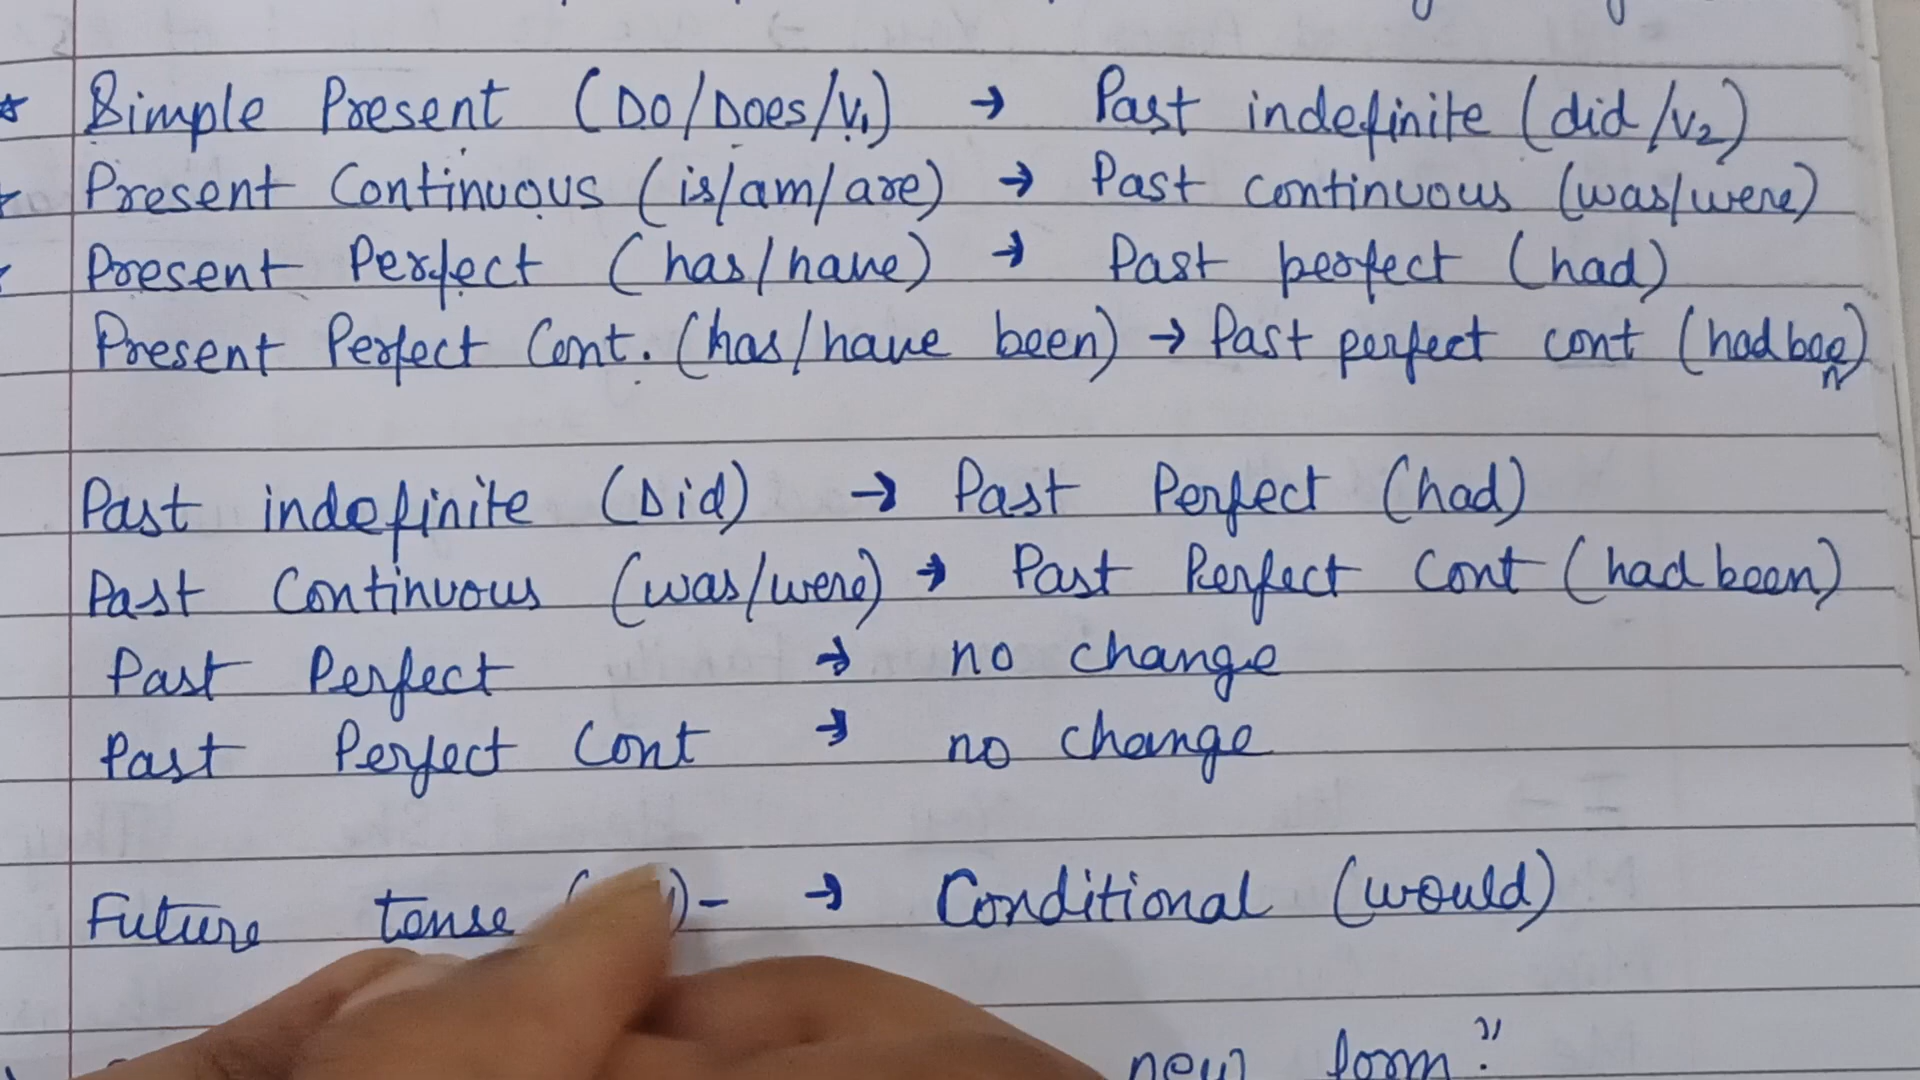 Simple Present (Do/Does/V1) → Past indefinite (did/V2)
Present Continuous (is/am/are) → Past continuous (was/were)
Present Perfect (has/have) → Past perfect (had)
Present Perfect Cont. (has/have been) → Past perfect cont (had been)
Past indefinite (Did) → Past Perfect (had)
Past Continuous (was/were) → Past Perfect Cont (had been)
Past Perfect → no change
Past Perfect Cont → no change
Future tense ( )- → Conditional (would)
new form?"